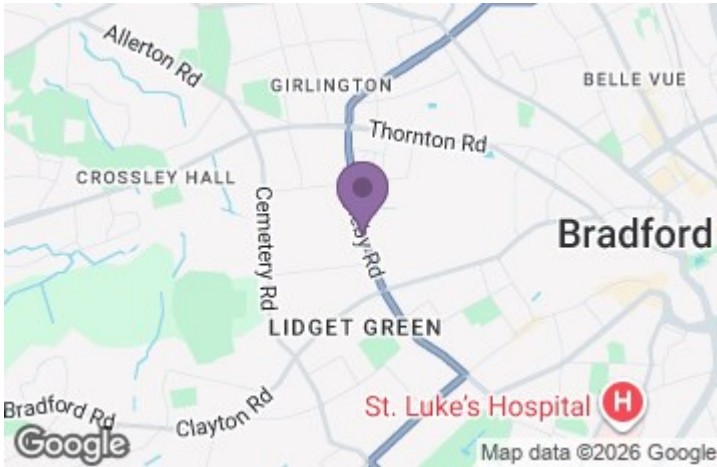 Allerton Rd
GIRLINGTON
BELLE VUE
Thornton Rd
CROSSLEY HALL
Cemetery Rd
Rd
Bradford
LIDGET GREEN
Bradford Rd
Clayton Rd
St. Luke's Hospital
H
Google
Map data ©2026 Google